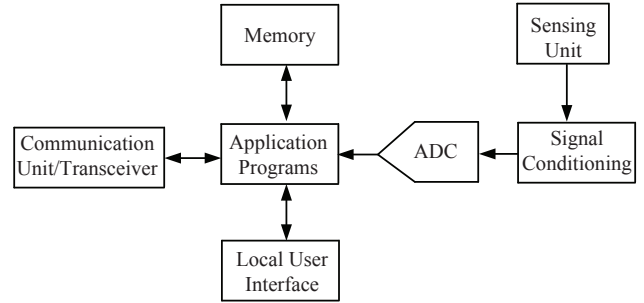 Memory
Sensing
Unit
Communication
Unit/Transceiver
Application
Programs
ADC
Signal
Conditioning
Local User
Interface